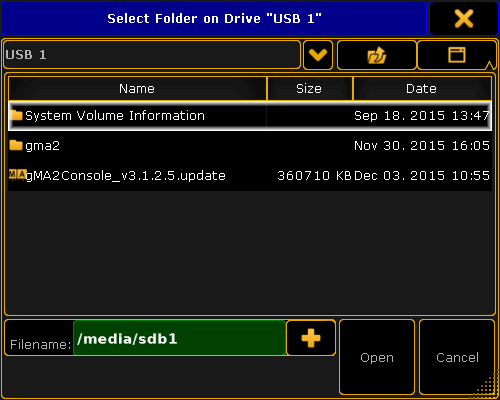 Select Folder on Drive "USB 1"
USB 1
Name Size Date
System Volume Information Sep 18. 2015 13:47
gma2 Nov 30. 2015 16:05
MA gMA2Console_v3.1.2.5.update 360710 KB Dec 03. 2015 10:55
Filename: /media/sdb1
Open Cancel